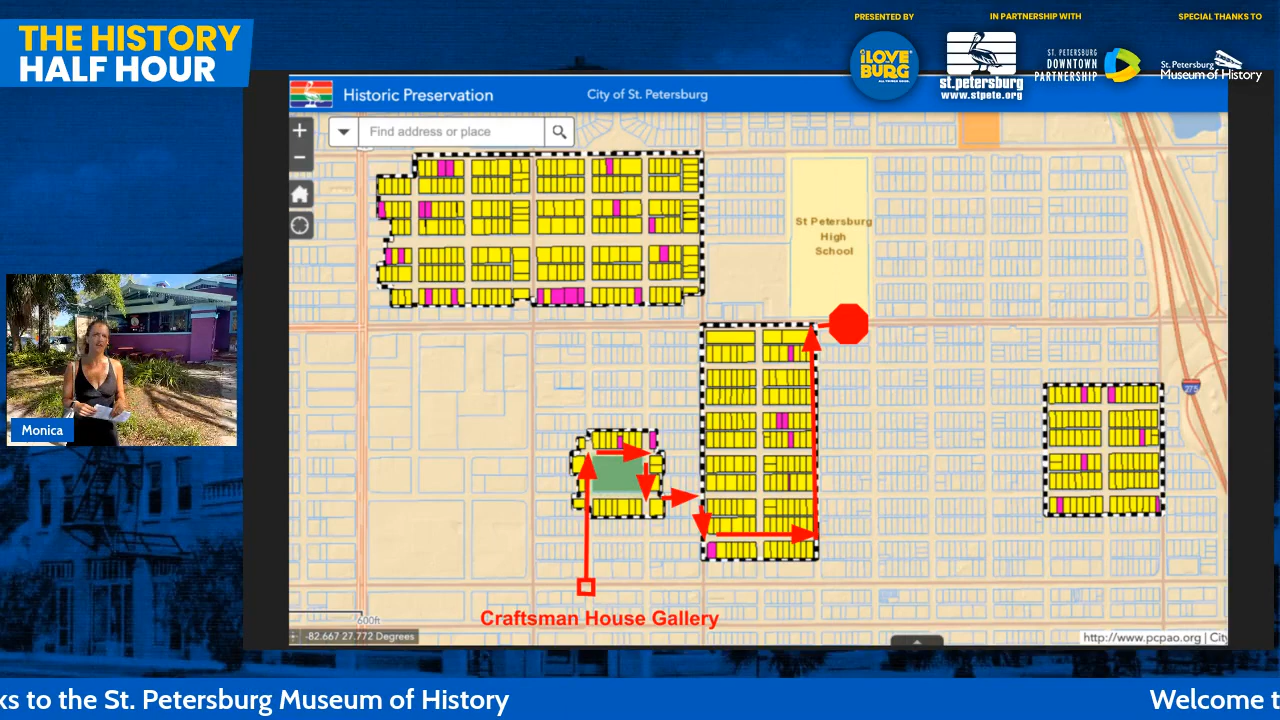 THE HISTORY
HALF HOUR
PRESENTED BY
I LOVE
BURG
IN PARTNERSHIP WITH
st.petersburg
www.stpete.org
ST. PETERSBURG
DOWNTOWN
PARTNERSHIP
SPECIAL THANKS TO
St. Petersburg
Museum of History
Historic Preservation
City of St. Petersburg
+
Find address or place
−
St Petersburg
High
School
275
Monica
Craftsman House Gallery
600ft
-82.667 27.772 Degrees
http://www.pcpao.org | City
ks to the St. Petersburg Museum of History
Welcome t